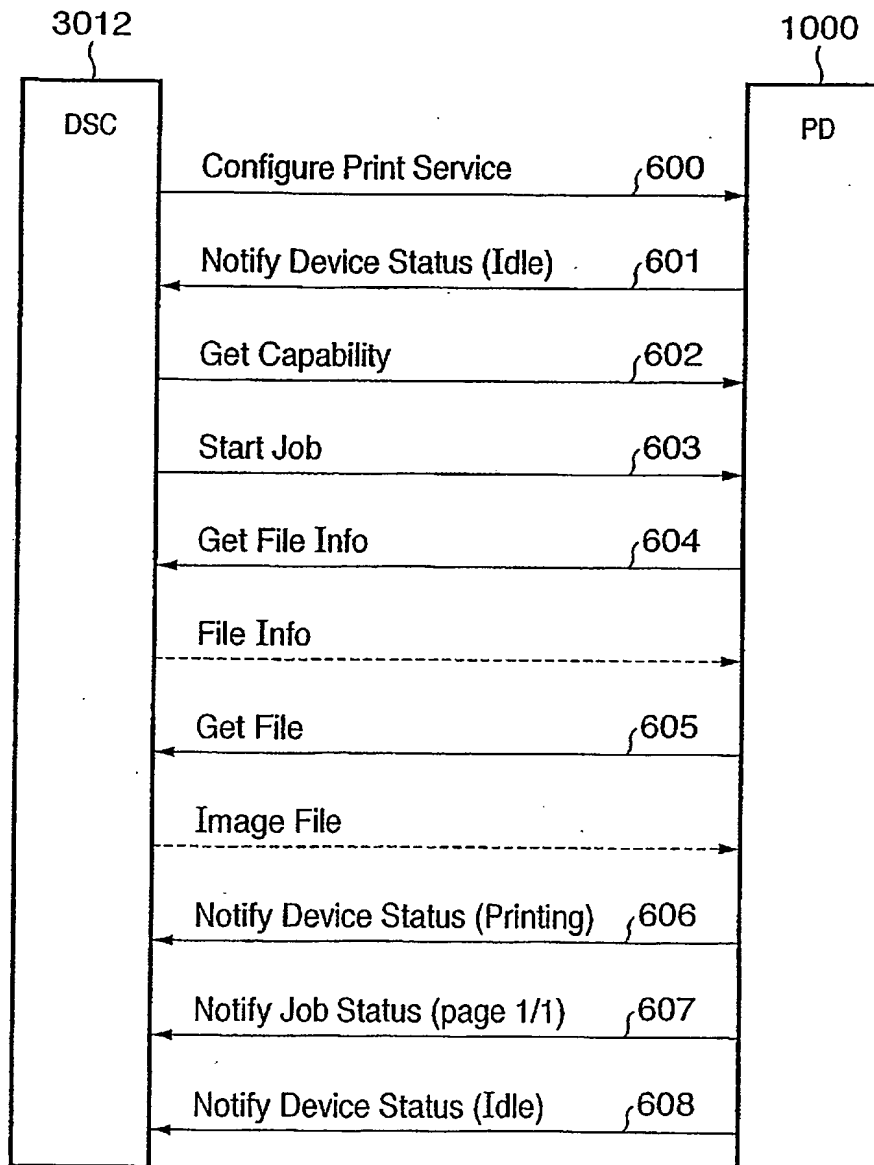 3012 1000
DSC PD
Configure Print Service 600
Notify Device Status (Idle) 601
Get Capability 602
Start Job 603
Get File Info 604
File Info
Get File 605
Image File
Notify Device Status (Printing) 606
Notify Job Status (page 1/1) 607
Notify Device Status (Idle) 608